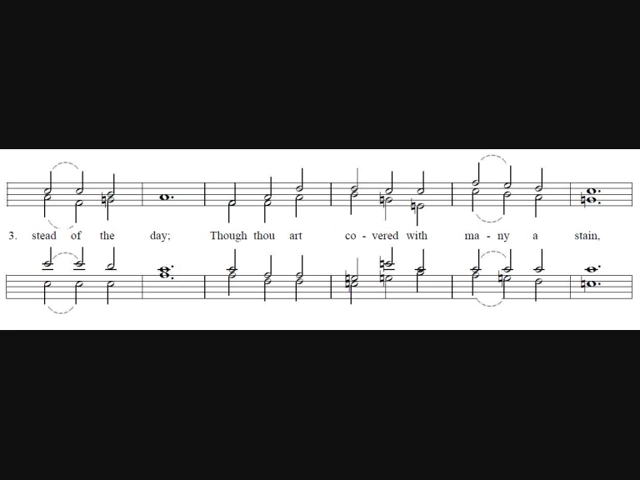 3. stead of the day; Though thou art co - vered with ma - ny a stain,